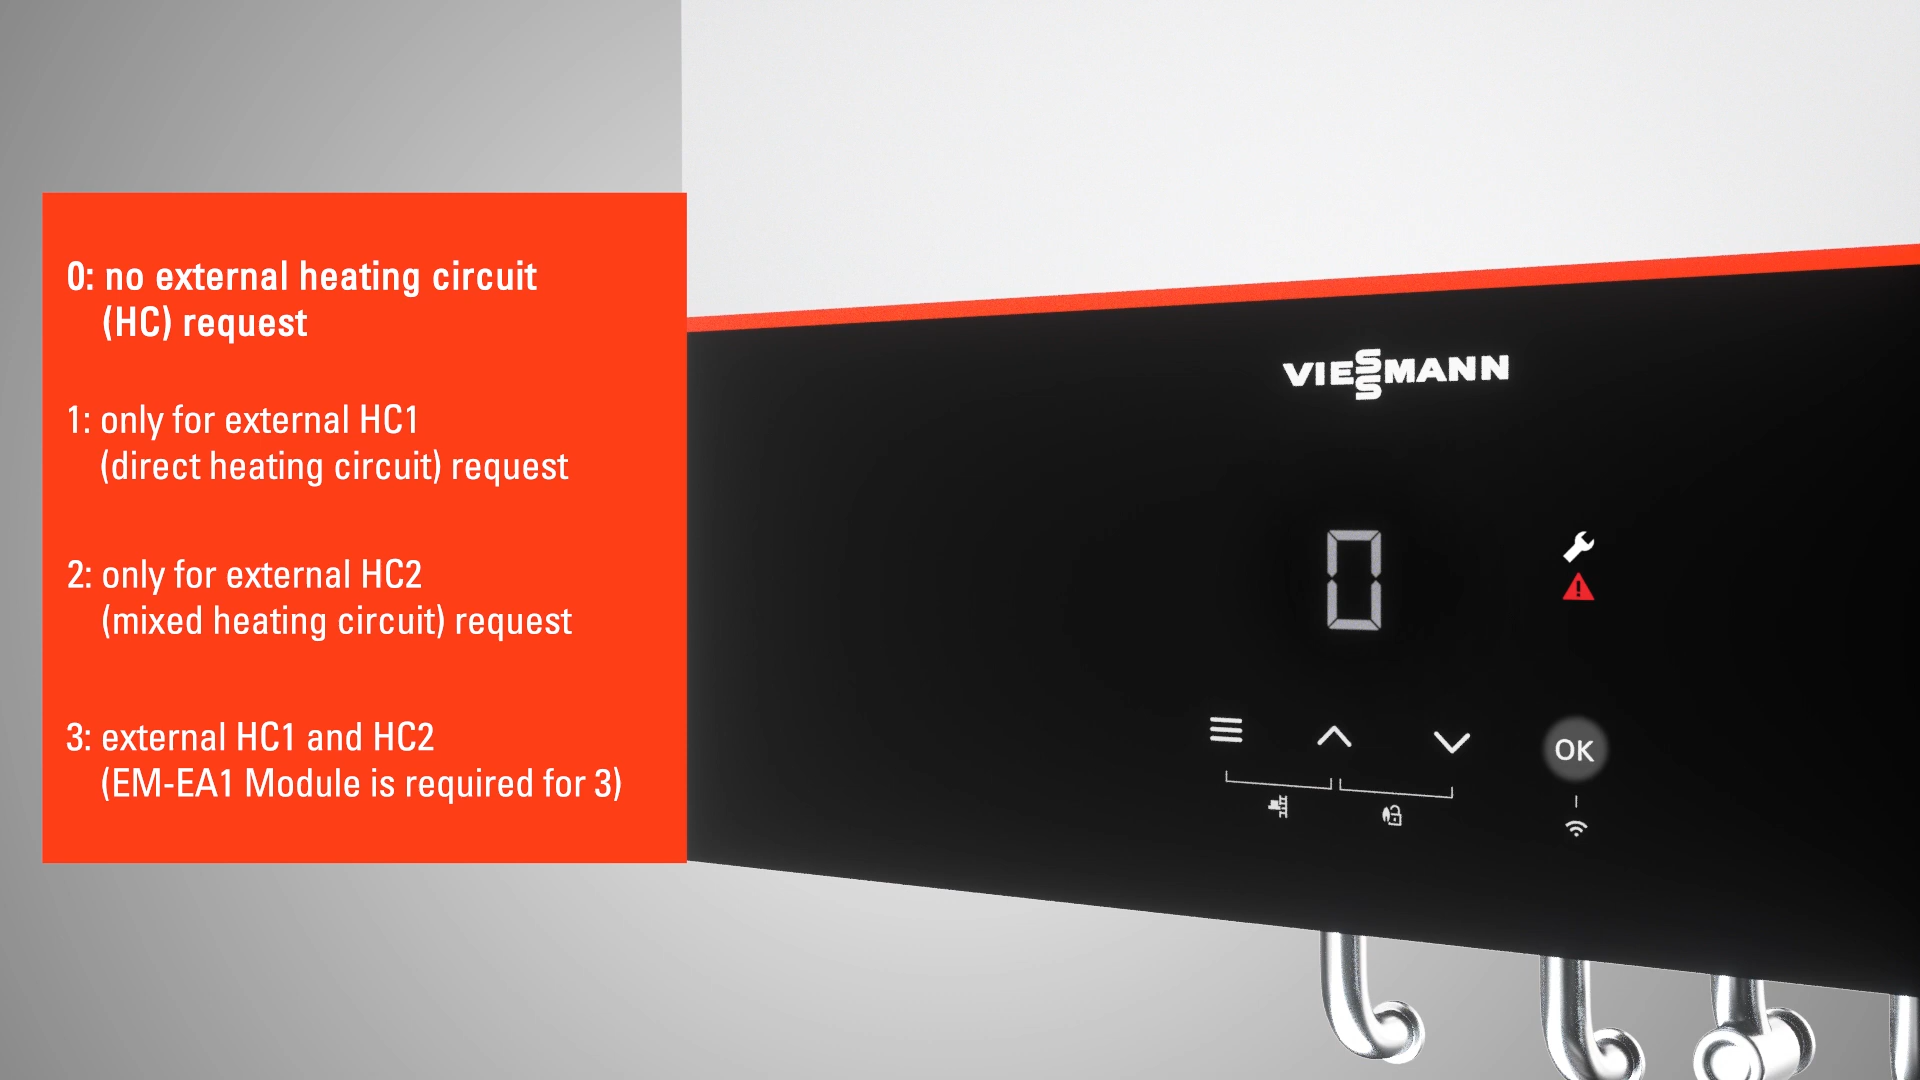 0: no external heating circuit
(HC) request
1: only for external HC1
(direct heating circuit) request
2: only for external HC2
(mixed heating circuit) request
3: external HC1 and HC2
(EM-EA1 Module is required for 3)
VIESSMANN
0
OK